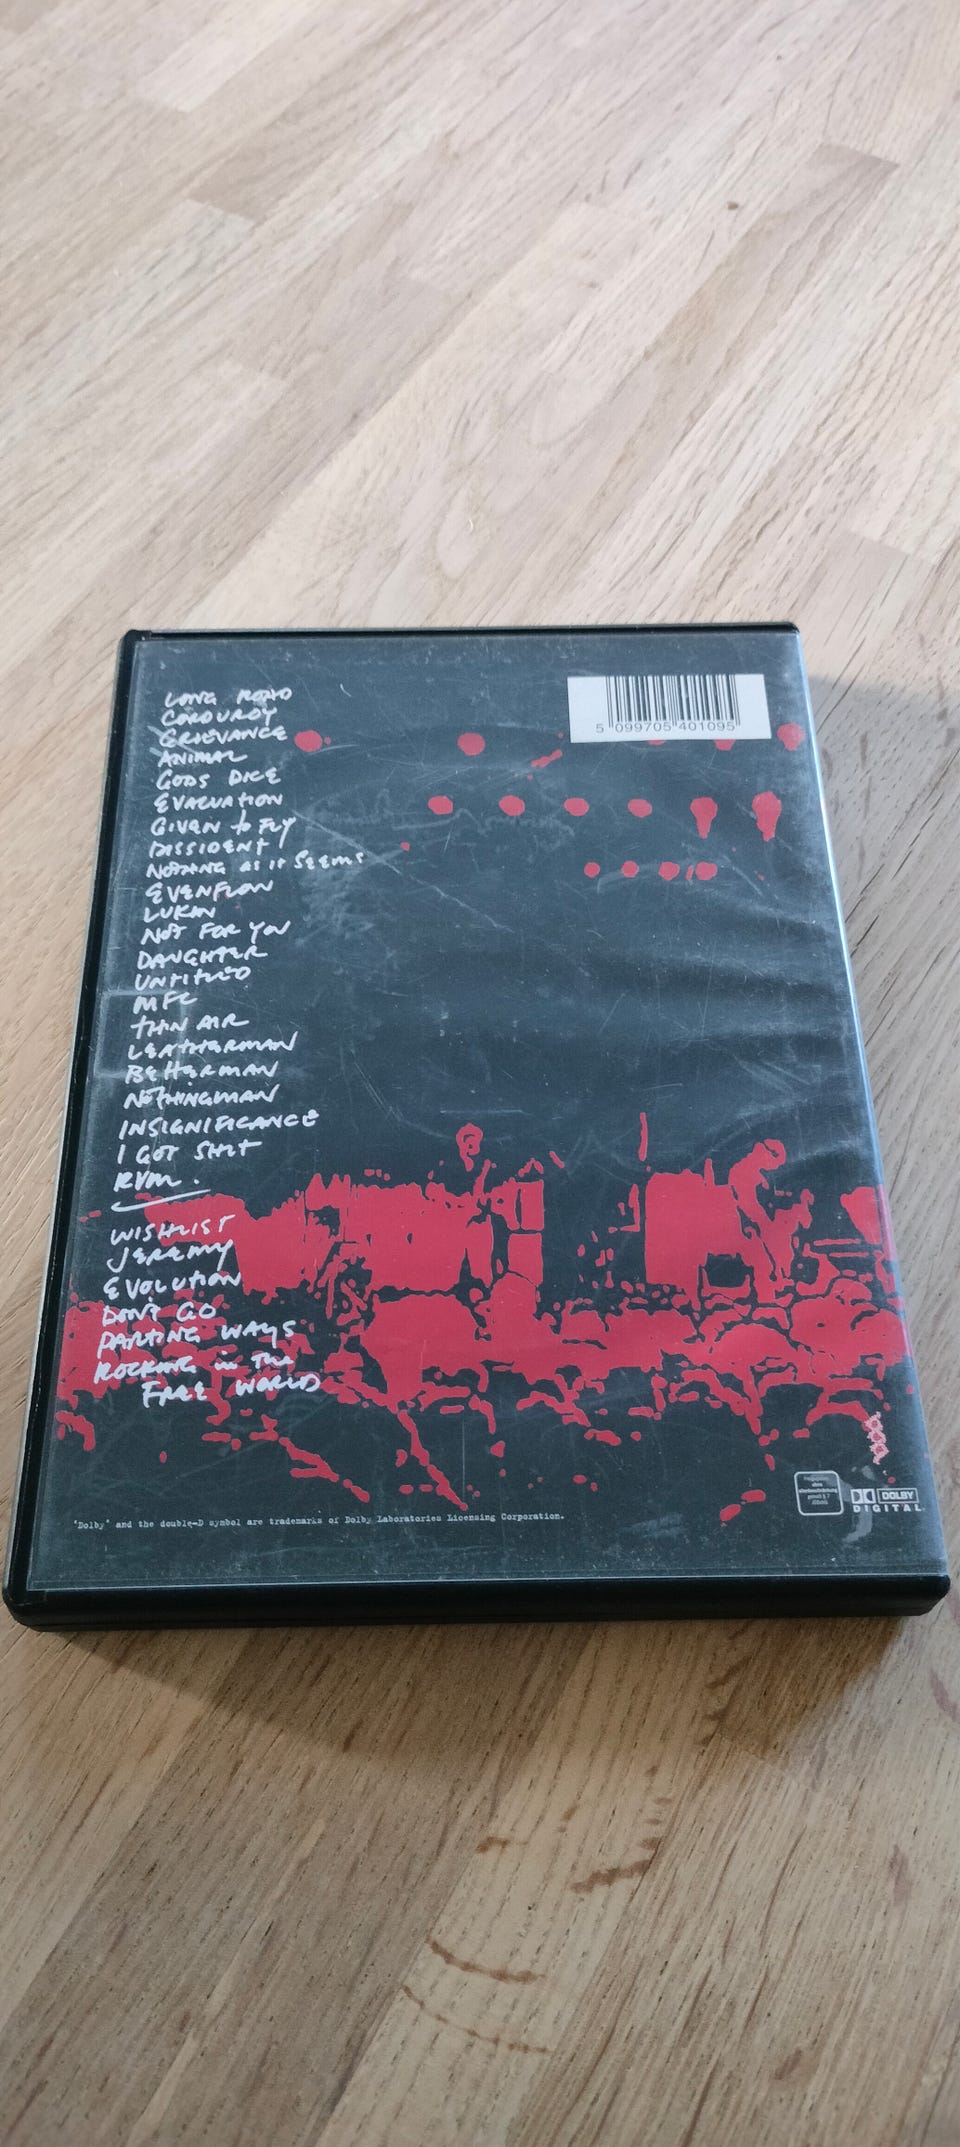 LONG ROAD
CORDUROY
GRIEVANCE
ANIMAL
GODS DICE
EVACUATION
GIVEN to FLY
DISSIDENT
NOTHING AS IT SEEMS
EVENFLOW
LUKIN
NOT FOR YOU
DAUGHTER
UNTITLED
MFC
THIN AIR
LEATHERMAN
BETTERMAN
NOTHINGMAN
INSIGNIFICANCE
I GOT SHIT
RVM.
WISHLIST
JEREMY
EVOLUTION
DONT GO
PARTING WAYS
ROCKING in THE
FREE WORLD
5 099705 401095
"Dolby" and the double-D symbol are trademarks of Dolby Laboratories Licensing Corporation.
DOLBY
DIGITAL